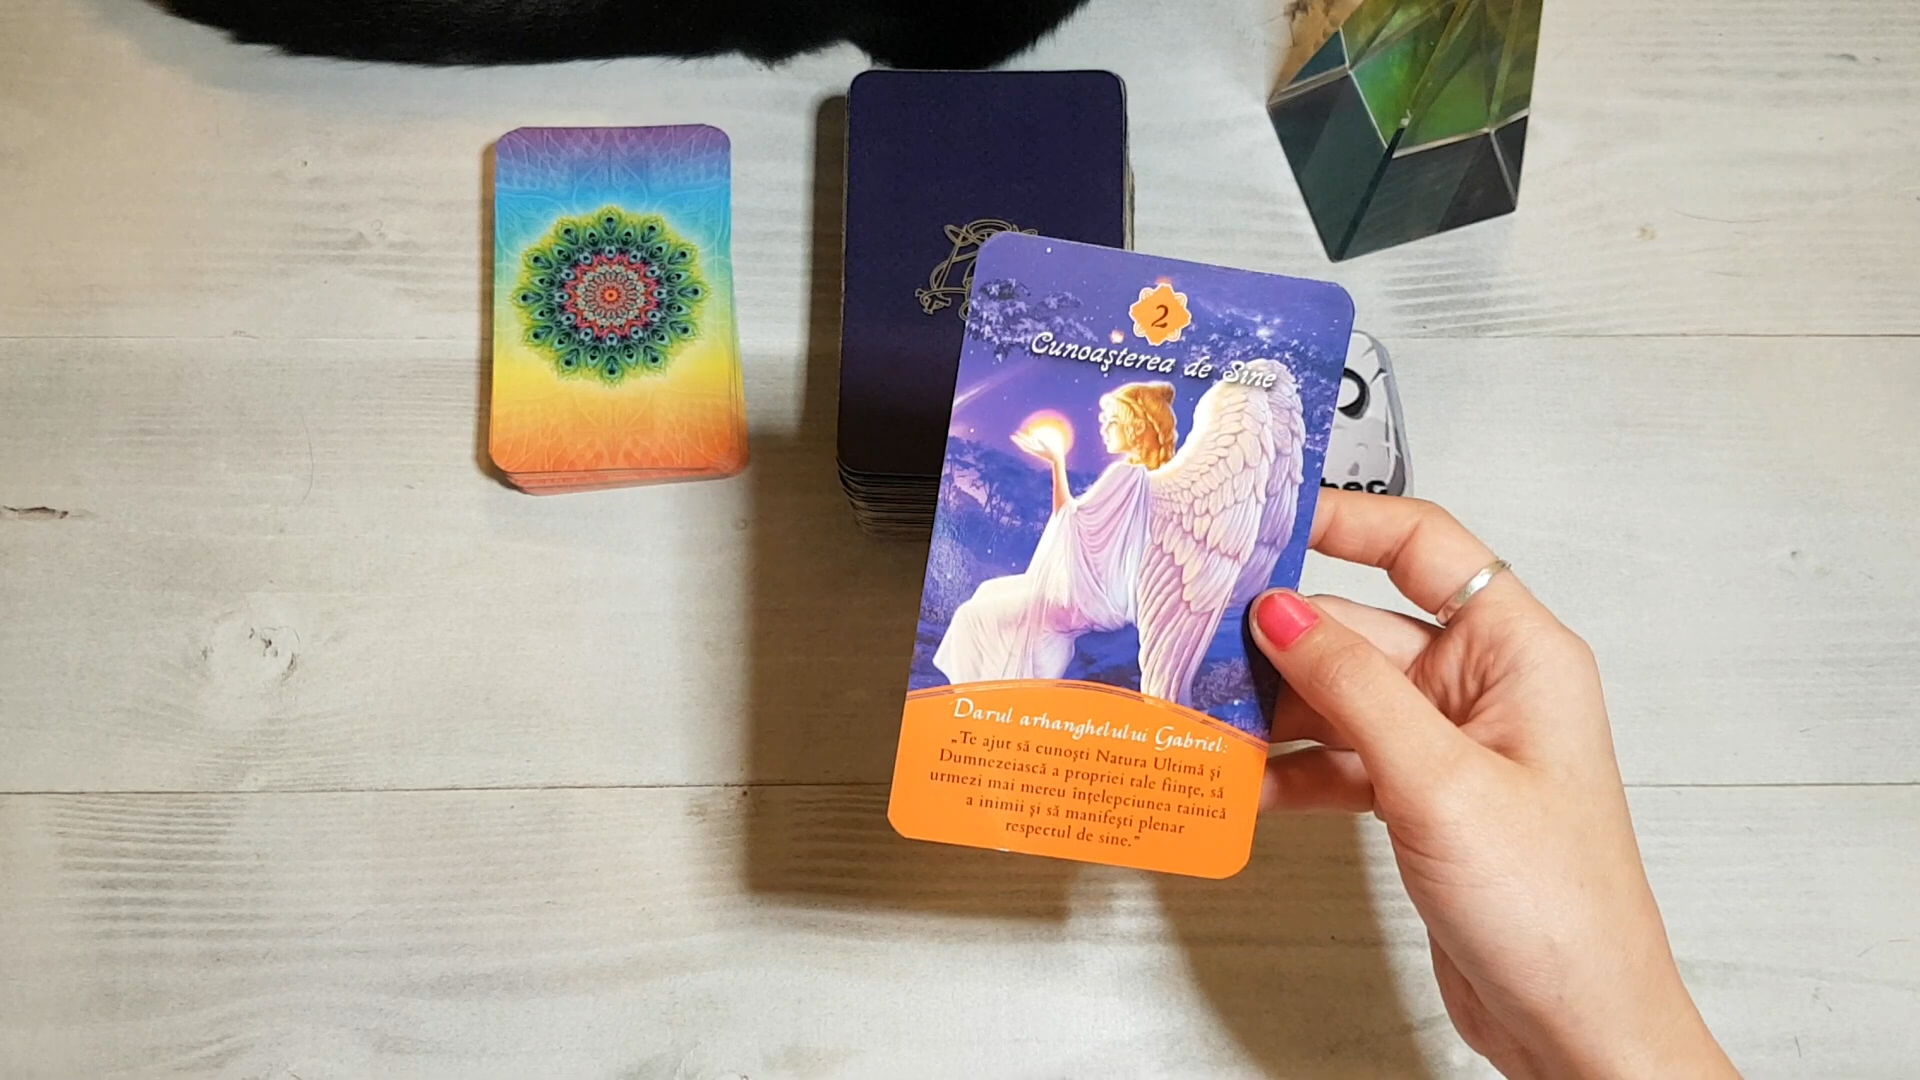 2
Cunoașterea de Sine
Darul arhanghelului Gabriel:
„Te ajut să cunoști Natura Ultimă și
Dumnezeiască a propriei tale ființe, să
urmezi mai mereu înțelepciunea tainică
a inimii și să manifești plenar
respectul de sine.”